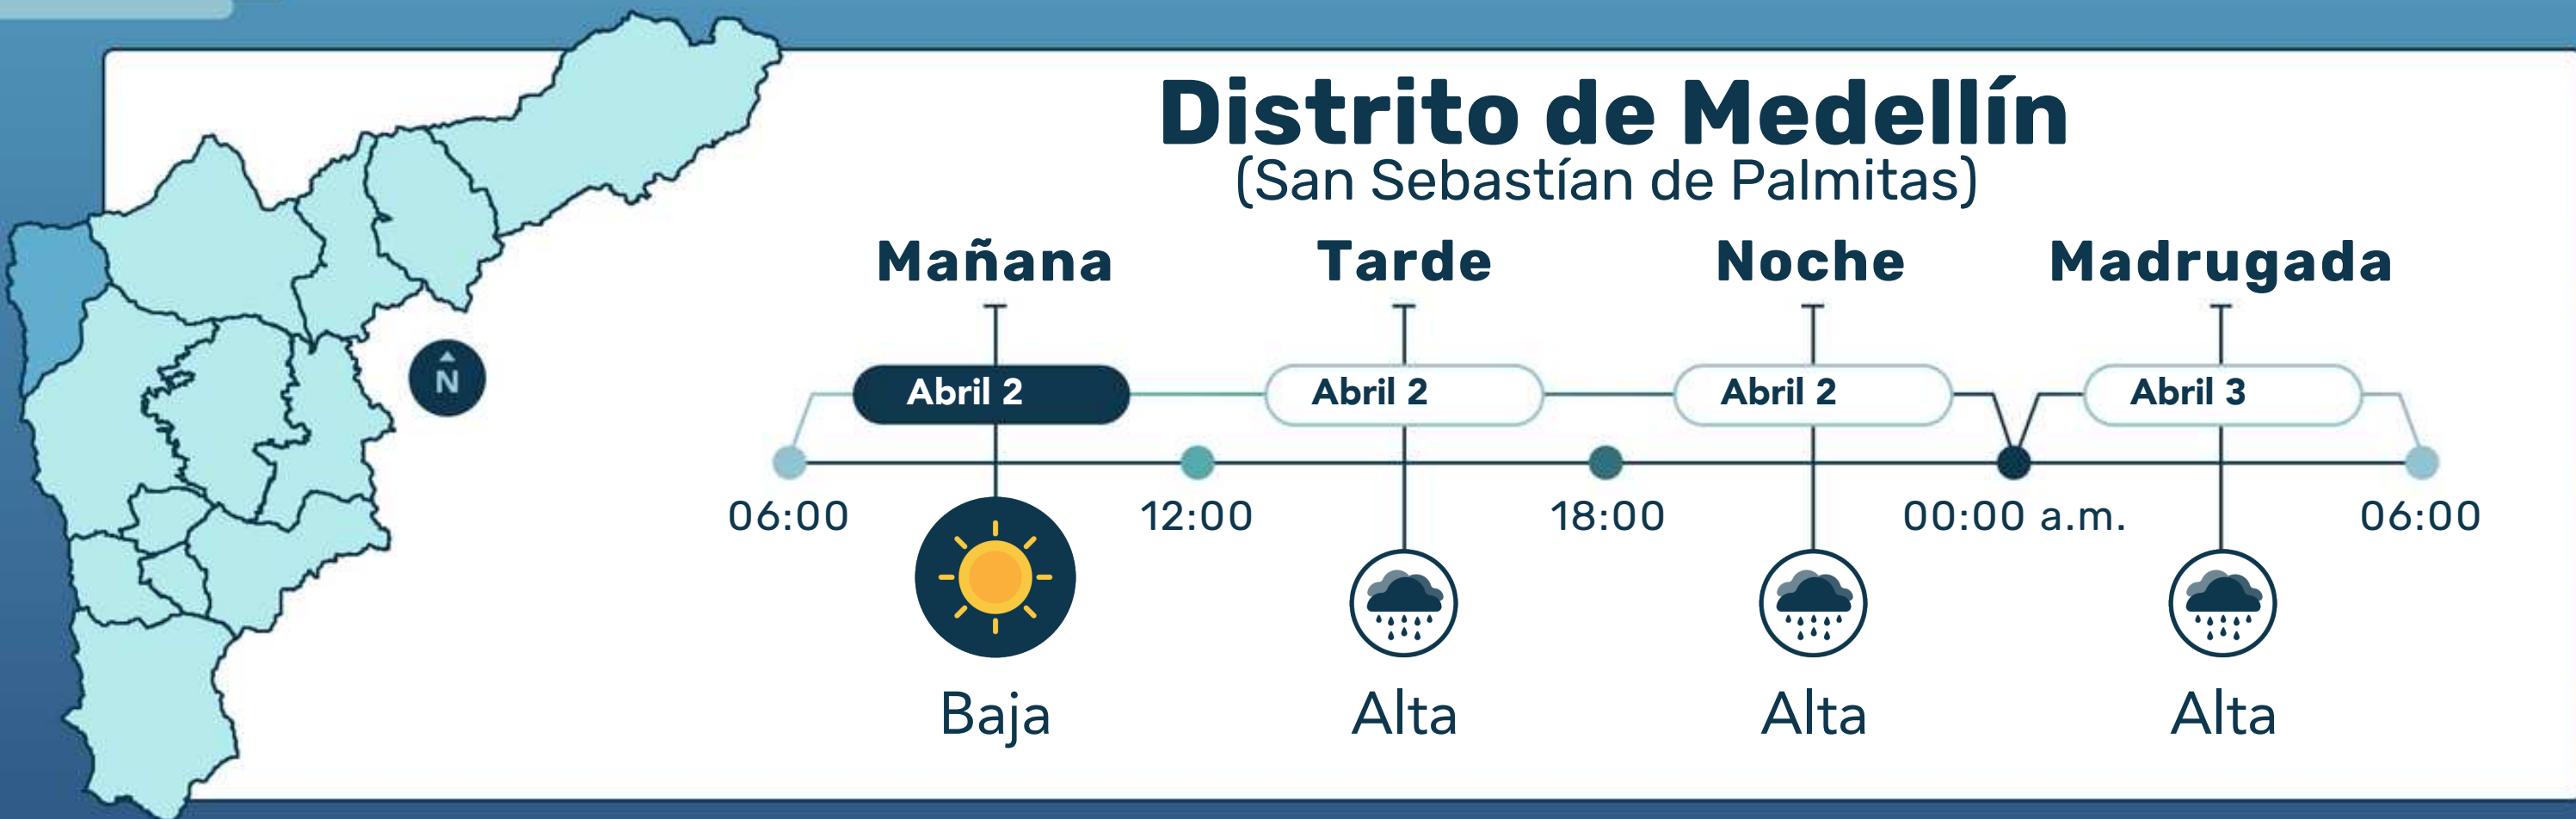 Distrito de Medellín
(San Sebastían de Palmitas)
Mañana Tarde Noche Madrugada
N
Abril 2 Abril 2 Abril 2 Abril 3
06:00 12:00 18:00 00:00 a.m. 06:00
Baja Alta Alta Alta